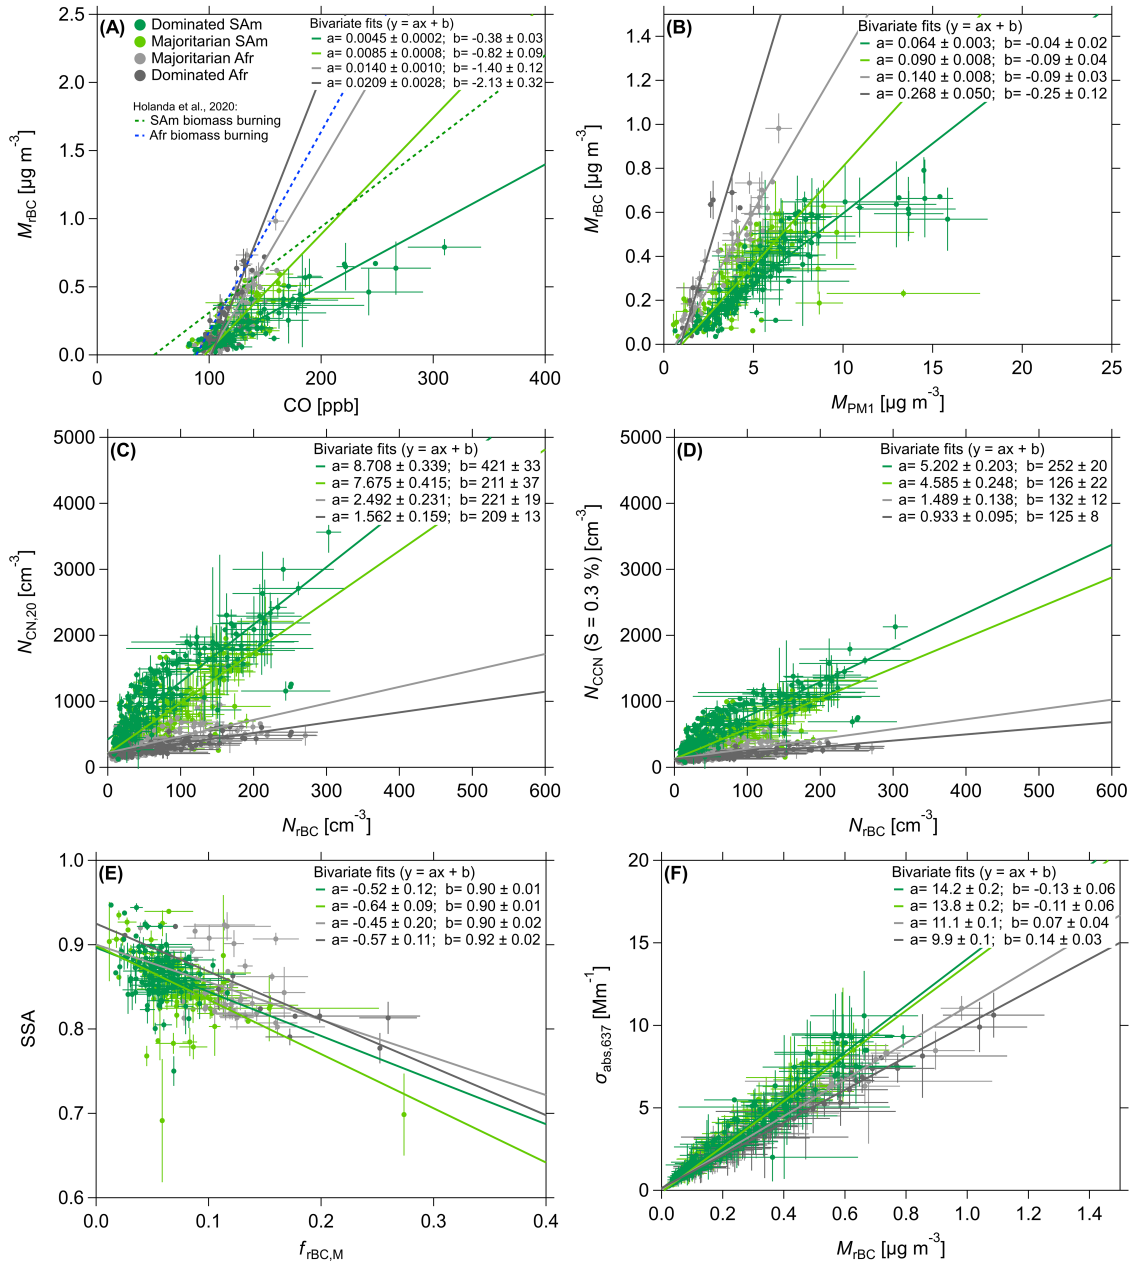 (A)
Dominated SAm
Majoritarian SAm
Majoritarian Afr
Dominated Afr
Holanda et al., 2020:
SAm biomass burning
Afr biomass burning
Bivariate fits (y = ax + b)
a= 0.0045 ± 0.0002; b= -0.38 ± 0.03
a= 0.0085 ± 0.0008; b= -0.82 ± 0.09
a= 0.0140 ± 0.0010; b= -1.40 ± 0.12
a= 0.0209 ± 0.0028; b= -2.13 ± 0.32
2.5
2.0
1.5
1.0
0.5
0.0
MrBC [µg m-3]
0 100 200 300 400
CO [ppb]
(B)
Bivariate fits (y = ax + b)
a= 0.064 ± 0.003; b= -0.04 ± 0.02
a= 0.090 ± 0.008; b= -0.09 ± 0.04
a= 0.140 ± 0.008; b= -0.09 ± 0.03
a= 0.268 ± 0.050; b= -0.25 ± 0.12
1.4
1.2
1.0
0.8
0.6
0.4
0.2
0.0
MrBC [µg m-3]
0 5 10 15 20 25
MPM1 [µg m-3]
(C)
Bivariate fits (y = ax + b)
a= 8.708 ± 0.339; b= 421 ± 33
a= 7.675 ± 0.415; b= 211 ± 37
a= 2.492 ± 0.231; b= 221 ± 19
a= 1.562 ± 0.159; b= 209 ± 13
5000
4000
3000
2000
1000
0
NCN,20 [cm-3]
0 100 200 300 400 500 600
NrBC [cm-3]
(D)
Bivariate fits (y = ax + b)
a= 5.202 ± 0.203; b= 252 ± 20
a= 4.585 ± 0.248; b= 126 ± 22
a= 1.489 ± 0.138; b= 132 ± 12
a= 0.933 ± 0.095; b= 125 ± 8
5000
4000
3000
2000
1000
0
NCCN (S = 0.3 %) [cm-3]
0 100 200 300 400 500 600
NrBC [cm-3]
(E)
Bivariate fits (y = ax + b)
a= -0.52 ± 0.12; b= 0.90 ± 0.01
a= -0.64 ± 0.09; b= 0.90 ± 0.01
a= -0.45 ± 0.20; b= 0.90 ± 0.02
a= -0.57 ± 0.11; b= 0.92 ± 0.02
1.0
0.9
0.8
0.7
0.6
SSA
0.0 0.1 0.2 0.3 0.4
frBC,M
(F)
Bivariate fits (y = ax + b)
a= 14.2 ± 0.2; b= -0.13 ± 0.06
a= 13.8 ± 0.2; b= -0.11 ± 0.06
a= 11.1 ± 0.1; b= 0.07 ± 0.04
a= 9.9 ± 0.1; b= 0.14 ± 0.03
20
15
10
5
0
σabs,637 [Mm-1]
0.0 0.2 0.4 0.6 0.8 1.0 1.2 1.4
MrBC [µg m-3]